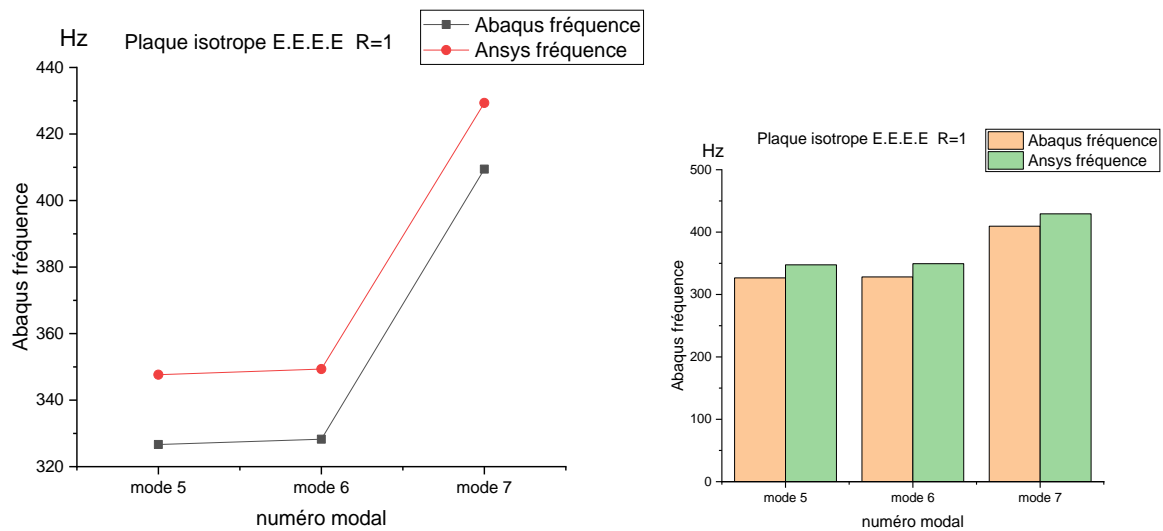 Hz
Plaque isotrope E.E.E.E R=1
Abaqus fréquence
Ansys fréquence
440
420
400
380
360
340
320
Abaqus fréquence
mode 5
mode 6
mode 7
numéro modal
Hz
Plaque isotrope E.E.E.E R=1
Abaqus fréquence
Ansys fréquence
500
400
300
200
100
0
Abaqus fréquence
mode 5
mode 6
mode 7
numéro modal